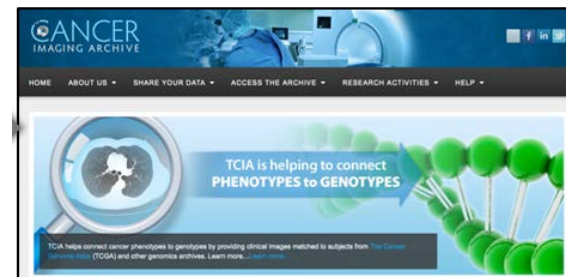 CANCER
IMAGING ARCHIVE
HOME ABOUT US SHARE YOUR DATA ACCESS THE ARCHIVE RESEARCH ACTIVITIES HELP
TCIA is helping to connect
PHENOTYPES to GENOTYPES
TCIA helps connect cancer phenotypes to genotypes by providing clinical images matched to subjects from The Cancer
Genome Atlas (TCGA) and other genomics archives. Learn more...Learn more...